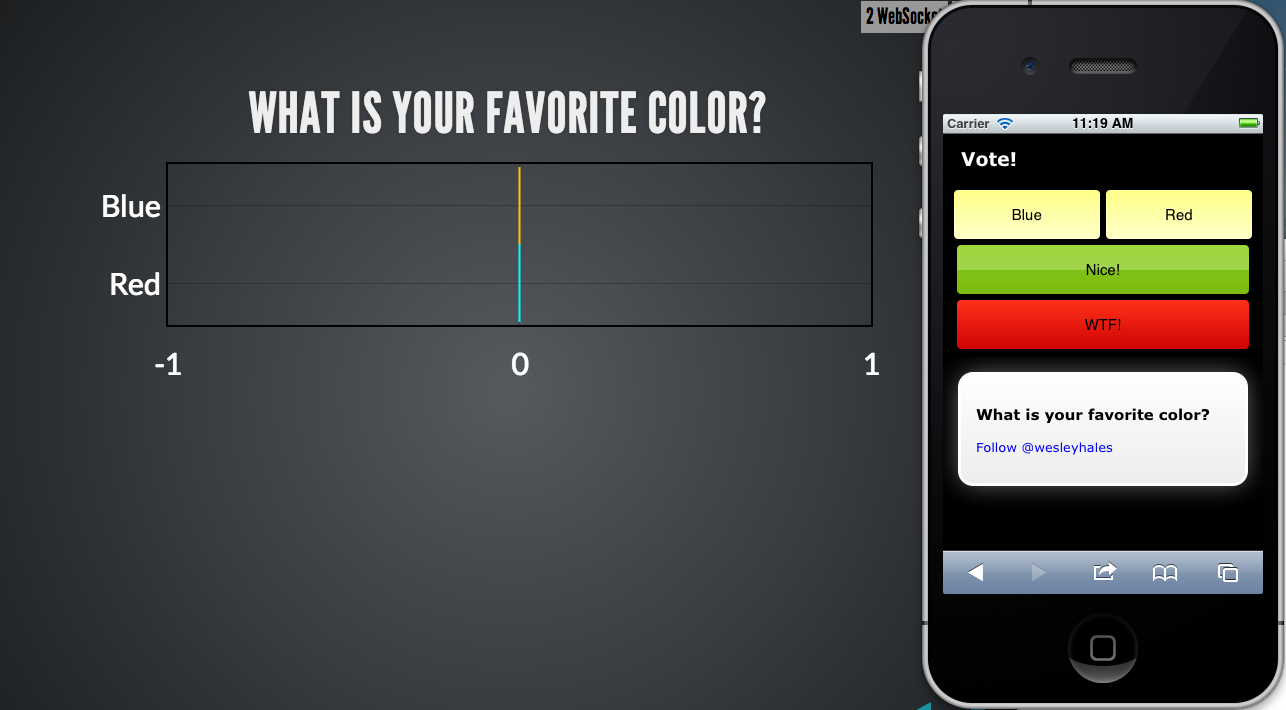 2 WebSock
WHAT IS YOUR FAVORITE COLOR?
Blue
Red
-1 0 1
Carrier 11:19 AM
Vote!
Blue Red
Nice!
WTF!
What is your favorite color?
Follow @wesleyhales